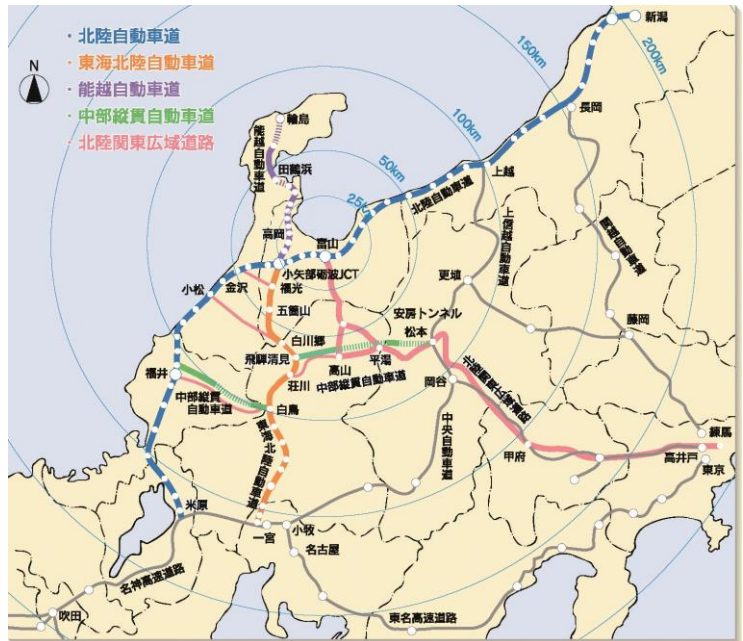 ・北陸自動車道
・東海北陸自動車道
・能越自動車道
・中部縦貫自動車道
・北陸関東広域道路
N
新潟
150km
200km
長岡
輪島
能越自動車道
100km
田鶴浜
50km
上越
25K
北陸自動車道
高岡
富山
上信越自動車道
関越自動車道
小矢部砺波JCT
小松
金沢
福光
更埴
五箇山
安房トンネル
藤岡
白川郷
松本
飛騨清見
高山
平湯
福井
荘川
中部縦貫自動車道
岡谷
北陸関東広域道路
中部縦貫
自動車道
白鳥
東海北陸自動車道
中央自動車道
練馬
甲府
高井戸
東京
米原
一宮
小牧
名古屋
名神高速道路
吹田
東名高速道路